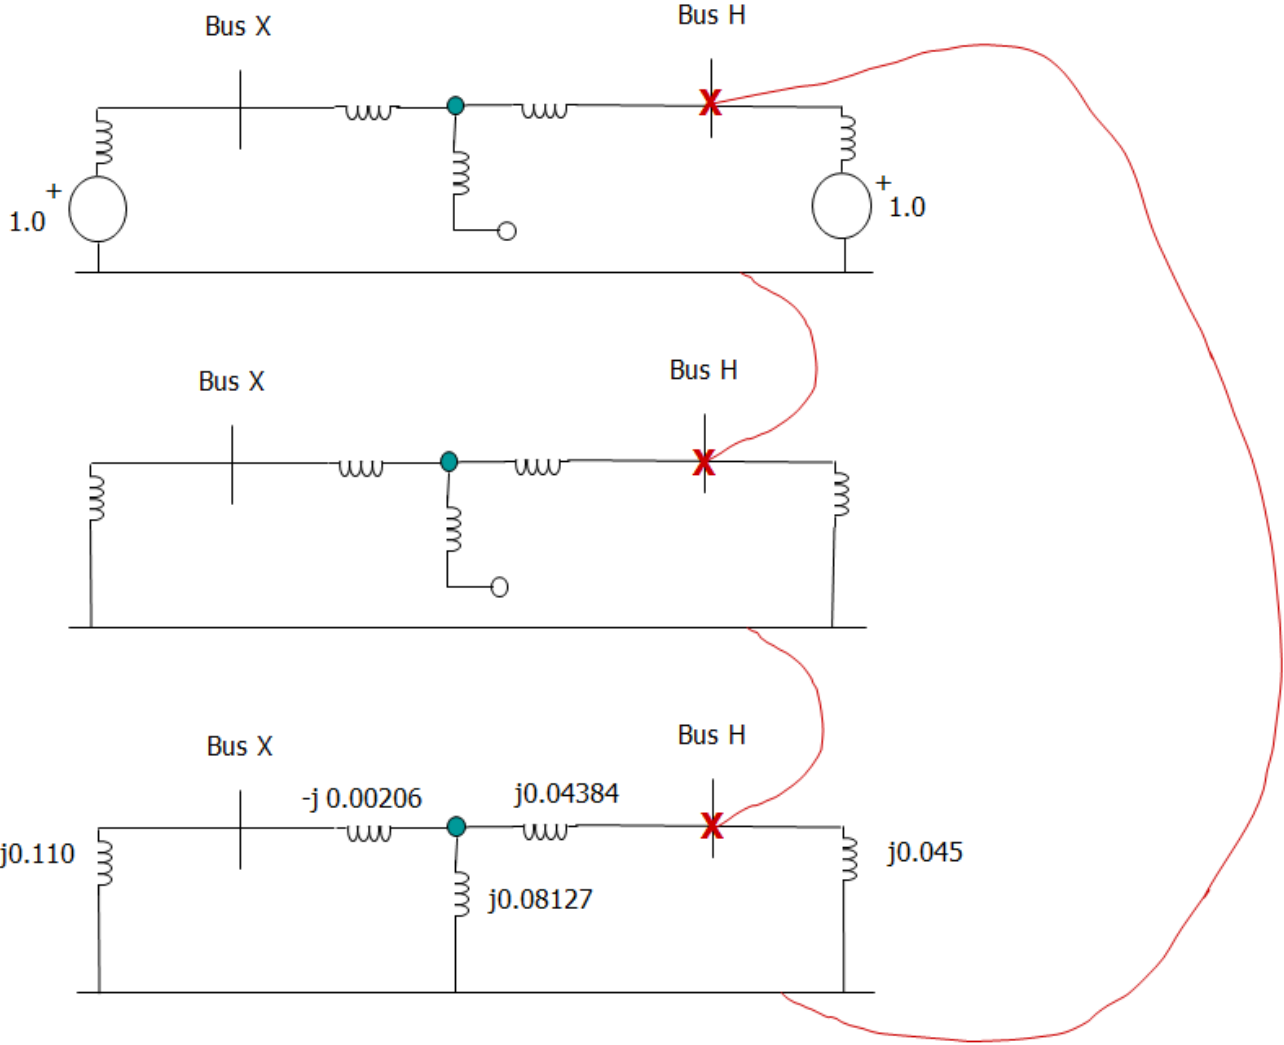 Bus X
Bus H
X
+
1.0
+
1.0
Bus X
Bus H
X
Bus X
Bus H
-j 0.00206
j0.04384
X
j0.110
j0.045
j0.08127